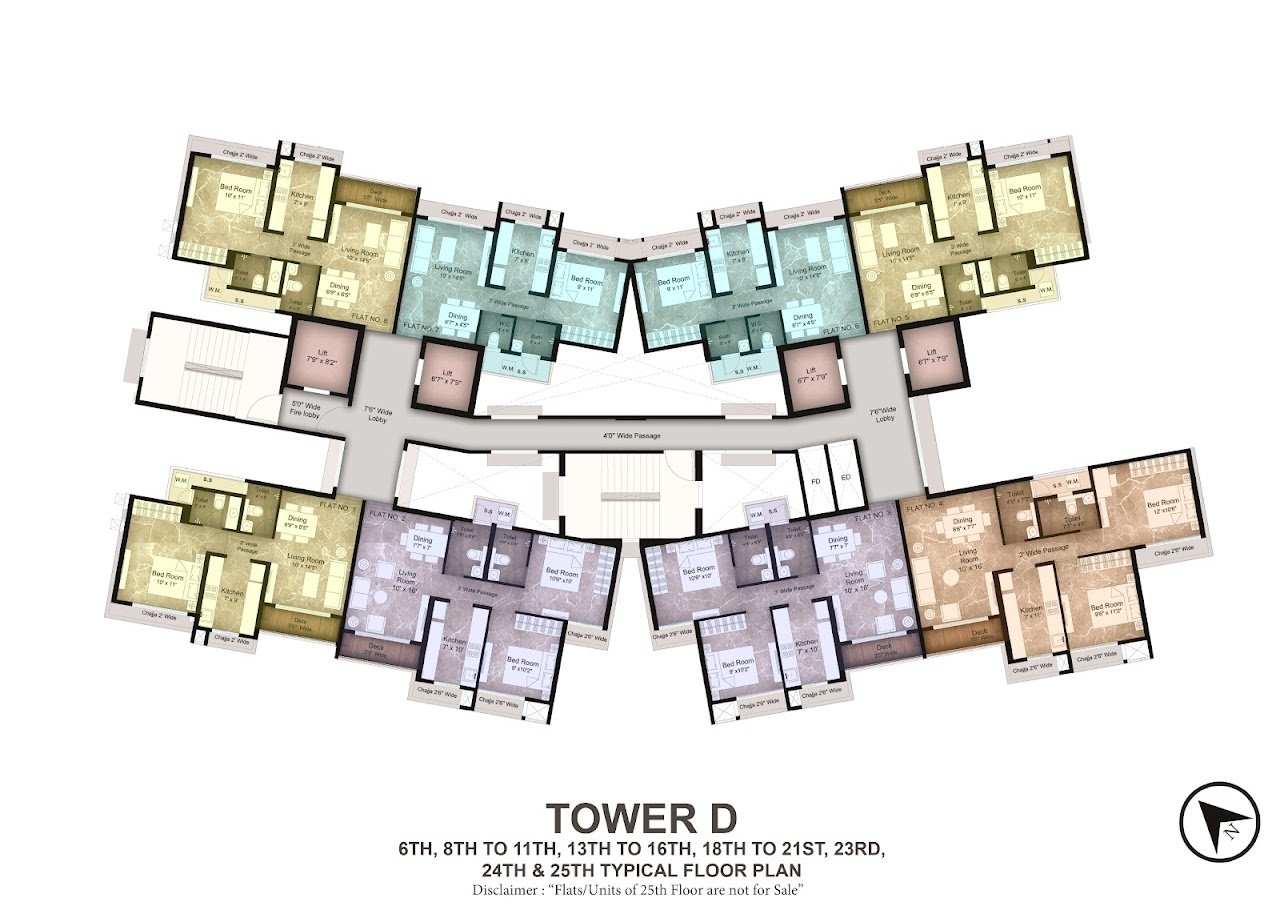 Chajja 2' Wide
Bed Room
10' x 11'
Chajja 2' Wide
Kitchen
7' x 9'
Deck
Living Room
10' x 14'5"
3' Wide
Passage
Dining
6'9" x 6'5"
Toilet
Toilet
W.M.
S.S
FLAT NO. 8
Chajja 2' Wide
Living Room
10' x 14'5"
Chajja 2' Wide
Kitchen
7' x 8'
Chajja 2' Wide
Bed Room
9' x 11'
3' Wide Passage
Dining
6'7" x 4'5"
W.C
Bath
W.M.
S.S
FLAT NO. 7
Chajja 2' Wide
Bed Room
9' x 11'
Chajja 2' Wide
Kitchen
7' x 8'
Chajja 2' Wide
Living Room
10' x 14'5"
3' Wide Passage
Dining
6'7" x 4'5"
Bath
W.C
S.S
W.M.
FLAT NO. 6
Deck
Chajja 2' Wide
Kitchen
7' x 9'
Chajja 2' Wide
Bed Room
10' x 11'
Living Room
10' x 14'5"
3' Wide
Passage
Dining
6'9" x 6'5"
Toilet
Toilet
W.M.
S.S
FLAT NO. 5
Lift
7'9" x 8'2"
Lift
6'7" x 7'9"
Lift
6'7" x 7'9"
Lift
6'7" x 7'9"
5'0" Wide
Fire lobby
7'6" Wide
Lobby
4'0" Wide Passage
7'6"Wide
Lobby
FD
ED
S.S
W.M.
Toilet
Toilet
FLAT NO. 1
Dining
6'9" x 6'5"
3' Wide
Passage
Living Room
10' x 14'5"
Bed Room
10' x 11'
Kitchen
7' x 9'
Deck
Chajja 2' Wide
Chajja 2' Wide
FLAT NO. 2
Dining
7'7" x 7'
Living
Room
10' x 16'
S.S
W.M.
Toilet
Toilet
Bed Room
10'6" x10'
3' Wide Passage
Kitchen
7' x 10'
Bed Room
9' x10'2"
Deck
Chajja 2'6" Wide
Chajja 2'6" Wide
Chajja 2'6" Wide
FLAT NO. 3
W.M.
S.S
Toilet
Toilet
Bed Room
10'6" x10'
Dining
7'7" x 7'
Living
Room
10' x 16'
3' Wide Passage
Bed Room
9' x10'2"
Kitchen
7' x 10'
Deck
Chajja 2'6" Wide
Chajja 2'6" Wide
Chajja 2'6" Wide
FLAT NO. 4
Dining
8'6" x 7'7"
Living
Room
10' x 16'
Toilet
S.S
W.M.
Toilet
3' Wide Passage
Bed Room
12' x10'6"
Chajja 2'6" Wide
Kitchen
7' x 11'
Bed Room
9'6" x 11'2"
Deck
Chajja 2'6" Wide
Chajja 2'6" Wide
TOWER D
6TH, 8TH TO 11TH, 13TH TO 16TH, 18TH TO 21ST, 23RD,
24TH & 25TH TYPICAL FLOOR PLAN
Disclaimer : “Flats/Units of 25th Floor are not for Sale”
N